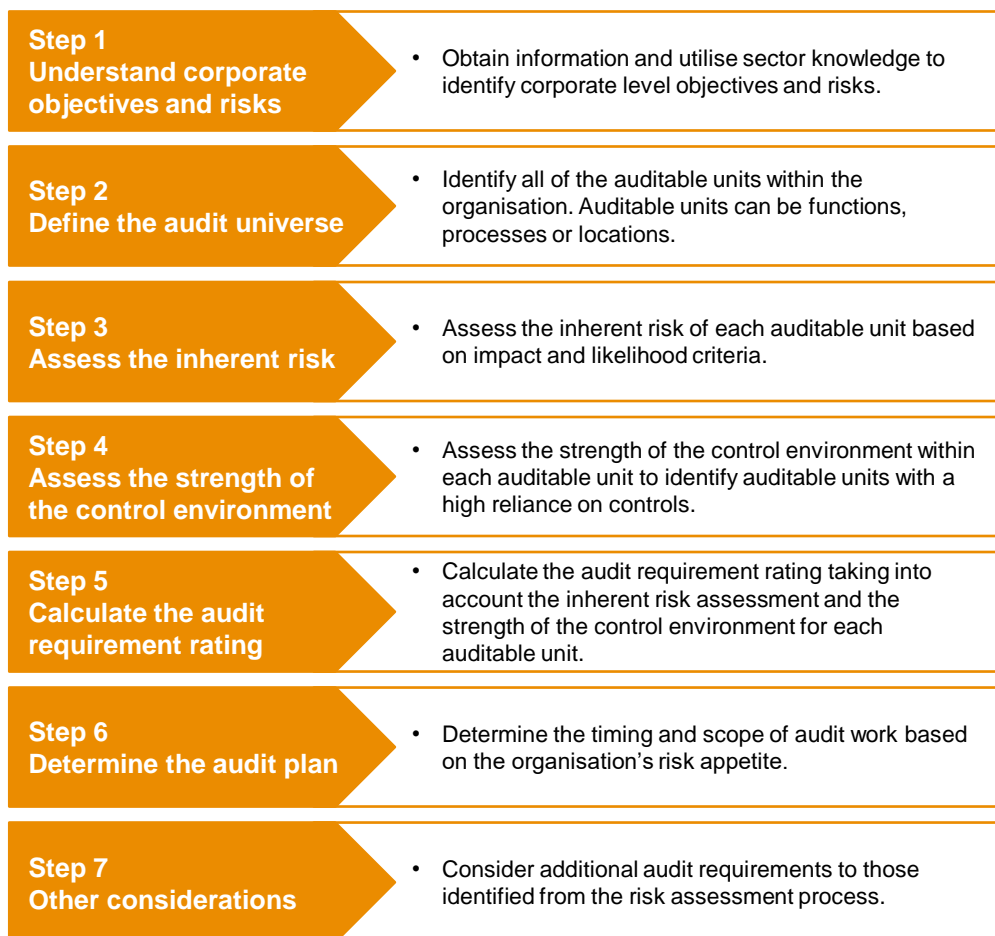 Step 1
Understand corporate
objectives and risks
• Obtain information and utilise sector knowledge to
identify corporate level objectives and risks.
Step 2
Define the audit universe
• Identify all of the auditable units within the
organisation. Auditable units can be functions,
processes or locations.
Step 3
Assess the inherent risk
• Assess the inherent risk of each auditable unit based
on impact and likelihood criteria.
Step 4
Assess the strength of
the control environment
• Assess the strength of the control environment within
each auditable unit to identify auditable units with a
high reliance on controls.
Step 5
Calculate the audit
requirement rating
• Calculate the audit requirement rating taking into
account the inherent risk assessment and the
strength of the control environment for each
auditable unit.
Step 6
Determine the audit plan
• Determine the timing and scope of audit work based
on the organisation’s risk appetite.
Step 7
Other considerations
• Consider additional audit requirements to those
identified from the risk assessment process.